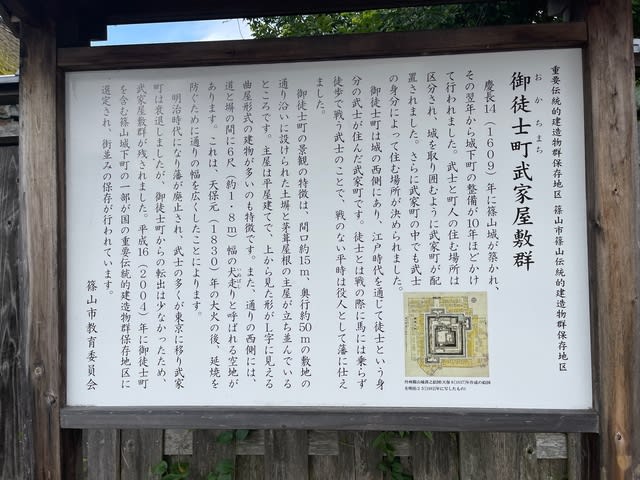 重要伝統的建造物群保存地区 篠山市篠山伝統的建造物群保存地区
おかちまち
御徒士町武家屋敷群
慶長14(1609)年に篠山城が築かれ、
その翌年から城下町の整備が10年ほどかけ
て行われました。武士と町人の住む場所は
区分され、城を取り囲むように武家町が配
置されました。さらに武家町の中でも武士
の身分によって住む場所が決められました。
御徒士町は城の西側にあり、江戸時代を通じて徒士という身
分の武士が住んだ武家町です。徒士とは戦の際に馬には乗らず
徒歩で戦う武士のことで、戦のない平時は役人として藩に仕え
ました。
御徒士町の景観の特徴は、間口約15m、奥行約50mの敷地の
通り沿いに設けられた土塀と茅葺屋根の主屋が立ち並んでいる
ところです。主屋は平屋建てで、上から見た形がL字に見える
曲屋形式の建物が多いのも特徴です。また、通りの西側には、
道と塀の間に6尺(約1.8m)幅の犬走りと呼ばれる空地が
あります。これは、天保元(1830)年の大火の後、延焼を
防ぐために通りの幅を広くしたことによります。
明治時代になり藩が廃止され、武士の多くが東京に移り武家
町は衰退しましたが、御徒士町からの転出は少なかったため、
武家屋敷群が残されました。平成16(2004)年に御徒士町
を含む篠山城下町の一部が国の重要伝統的建造物群保存地区に
選定され、街並みの保存が行われています。
篠山市教育委員会